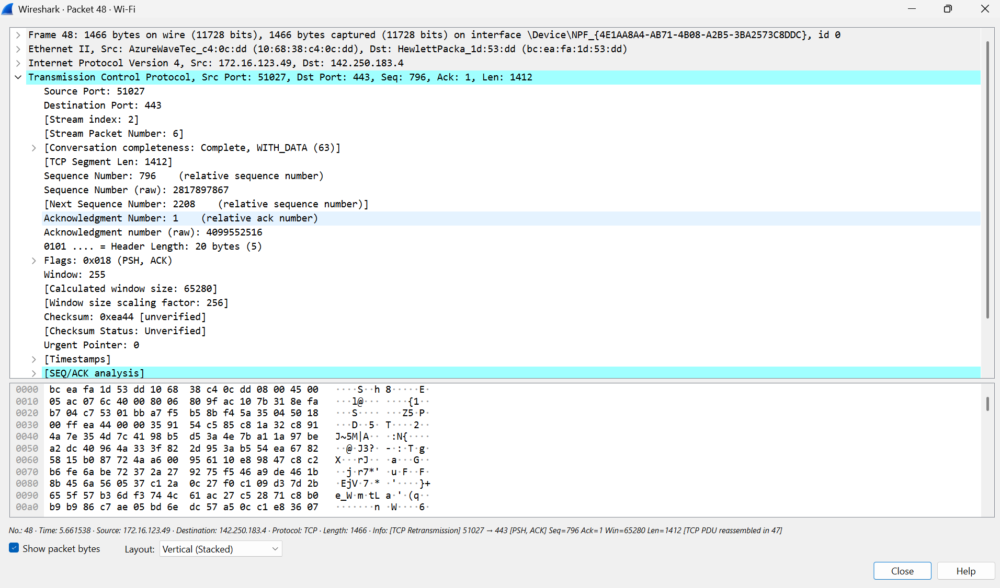 Wireshark · Packet 48 · Wi-Fi
Frame 48: 1466 bytes on wire (11728 bits), 1466 bytes captured (11728 bits) on interface \Device\NPF_{4E1AA8A4-AB71-4B08-A2B5-3BA2573C8DDC}, id 0
Ethernet II, Src: AzureWaveTec_c4:0c:dd (10:68:38:c4:0c:dd), Dst: HewlettPacka_1d:53:dd (bc:ea:fa:1d:53:dd)
Internet Protocol Version 4, Src: 172.16.123.49, Dst: 142.250.183.4
Transmission Control Protocol, Src Port: 51027, Dst Port: 443, Seq: 796, Ack: 1, Len: 1412
Source Port: 51027
Destination Port: 443
[Stream index: 2]
[Stream Packet Number: 6]
[Conversation completeness: Complete, WITH_DATA (63)]
[TCP Segment Len: 1412]
Sequence Number: 796    (relative sequence number)
Sequence Number (raw): 2817897867
[Next Sequence Number: 2208    (relative sequence number)]
Acknowledgment Number: 1    (relative ack number)
Acknowledgment number (raw): 4099552516
0101 .... = Header Length: 20 bytes (5)
Flags: 0x018 (PSH, ACK)
Window: 255
[Calculated window size: 65280]
[Window size scaling factor: 256]
Checksum: 0xea44 [unverified]
[Checksum Status: Unverified]
Urgent Pointer: 0
[Timestamps]
[SEQ/ACK analysis]
0000 bc ea fa 1d 53 dd 10 68 38 c4 0c dd 08 00 45 00 ····S··h 8·····E·
0010 05 ac 07 6c 40 00 80 06 80 9f ac 10 7b 31 8e fa ···l@··· ····{1··
0020 b7 04 c7 53 01 bb a7 f5 b5 8b f4 5a 35 04 50 18 ···S···· ···Z5·P·
0030 00 ff ea 44 00 00 35 91 54 c5 85 c8 1a 32 c8 91 ···D··5· T····2··
0040 4a 7e 35 4d 7c 41 98 b5 d5 3a 4e 7b a1 1a 97 be J~5M|A·· ·:N{····
0050 a2 dc 40 96 4a 33 3f 82 2d 95 3a b5 54 ea 67 82 ··@·J3?· -·:·T·g·
0060 58 15 b0 87 72 4a a6 00 95 61 10 e8 98 47 c8 c2 X···rJ·· ·a···G··
0070 b6 fe 6a be 72 37 2a 27 92 75 f5 46 a9 de 46 1b ··j·r7*' ·u·F··F·
0080 8b 45 6a 56 05 37 c1 2a 0c 27 f0 c1 09 d3 7d 2b ·EjV·7·* ·'····}+
0090 65 5f 57 b3 6d f3 74 4c 61 ac 27 c5 28 71 c8 b0 e_W·m·tL a·'·(q··
00a0 b9 b9 86 c7 ae 05 bd 6e dc 57 a5 0c c1 e8 36 07 ·······n ·W····6·
No.: 48 · Time: 5.661538 · Source: 172.16.123.49 · Destination: 142.250.183.4 · Protocol: TCP · Length: 1466 · Info: [TCP Retransmission] 51027 → 443 [PSH, ACK] Seq=796 Ack=1 Win=65280 Len=1412 [TCP PDU reassembled in 47]
Show packet bytes
Layout: Vertical (Stacked)
Close
Help